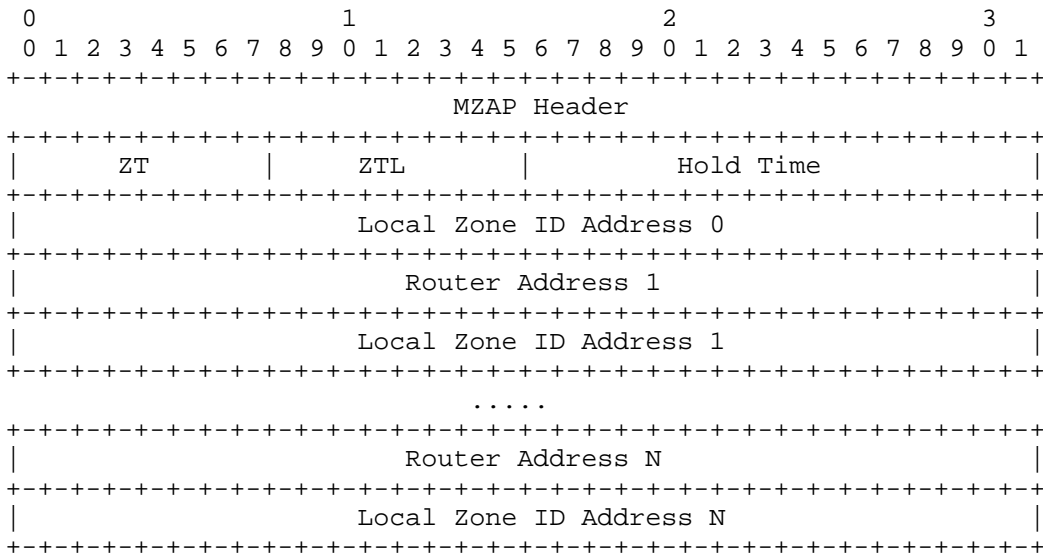 0                   1                   2                   3
 0 1 2 3 4 5 6 7 8 9 0 1 2 3 4 5 6 7 8 9 0 1 2 3 4 5 6 7 8 9 0 1
+-+-+-+-+-+-+-+-+-+-+-+-+-+-+-+-+-+-+-+-+-+-+-+-+-+-+-+-+-+-+-+-+
                            MZAP Header
+-+-+-+-+-+-+-+-+-+-+-+-+-+-+-+-+-+-+-+-+-+-+-+-+-+-+-+-+-+-+-+-+
|      ZT       |     ZTL       |         Hold Time             |
+-+-+-+-+-+-+-+-+-+-+-+-+-+-+-+-+-+-+-+-+-+-+-+-+-+-+-+-+-+-+-+-+
|                     Local Zone ID Address 0                   |
+-+-+-+-+-+-+-+-+-+-+-+-+-+-+-+-+-+-+-+-+-+-+-+-+-+-+-+-+-+-+-+-+
|                        Router Address 1                       |
+-+-+-+-+-+-+-+-+-+-+-+-+-+-+-+-+-+-+-+-+-+-+-+-+-+-+-+-+-+-+-+-+
|                     Local Zone ID Address 1                   |
+-+-+-+-+-+-+-+-+-+-+-+-+-+-+-+-+-+-+-+-+-+-+-+-+-+-+-+-+-+-+-+-+
                             .....
+-+-+-+-+-+-+-+-+-+-+-+-+-+-+-+-+-+-+-+-+-+-+-+-+-+-+-+-+-+-+-+-+
|                        Router Address N                       |
+-+-+-+-+-+-+-+-+-+-+-+-+-+-+-+-+-+-+-+-+-+-+-+-+-+-+-+-+-+-+-+-+
|                     Local Zone ID Address N                   |
+-+-+-+-+-+-+-+-+-+-+-+-+-+-+-+-+-+-+-+-+-+-+-+-+-+-+-+-+-+-+-+-+